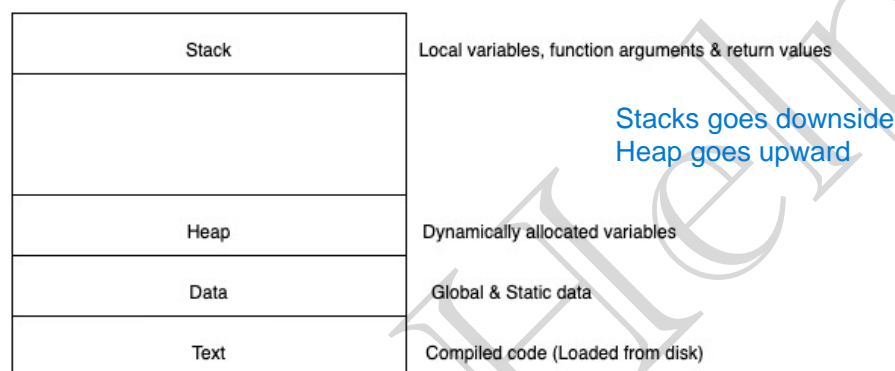 Stack
Local variables, function arguments & return values
Stacks goes downside
Heap goes upward
Heap
Dynamically allocated variables
Data
Global & Static data
Text
Compiled code (Loaded from disk)